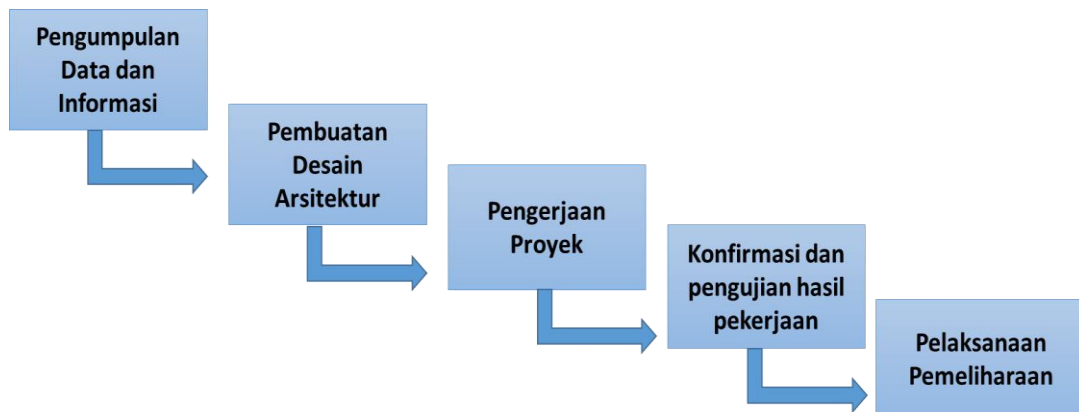 Pengumpulan
Data dan
Informasi
Pembuatan
Desain
Arsitektur
Pengerjaan
Proyek
Konfirmasi dan
pengujian hasil
pekerjaan
Pelaksanaan
Pemeliharaan